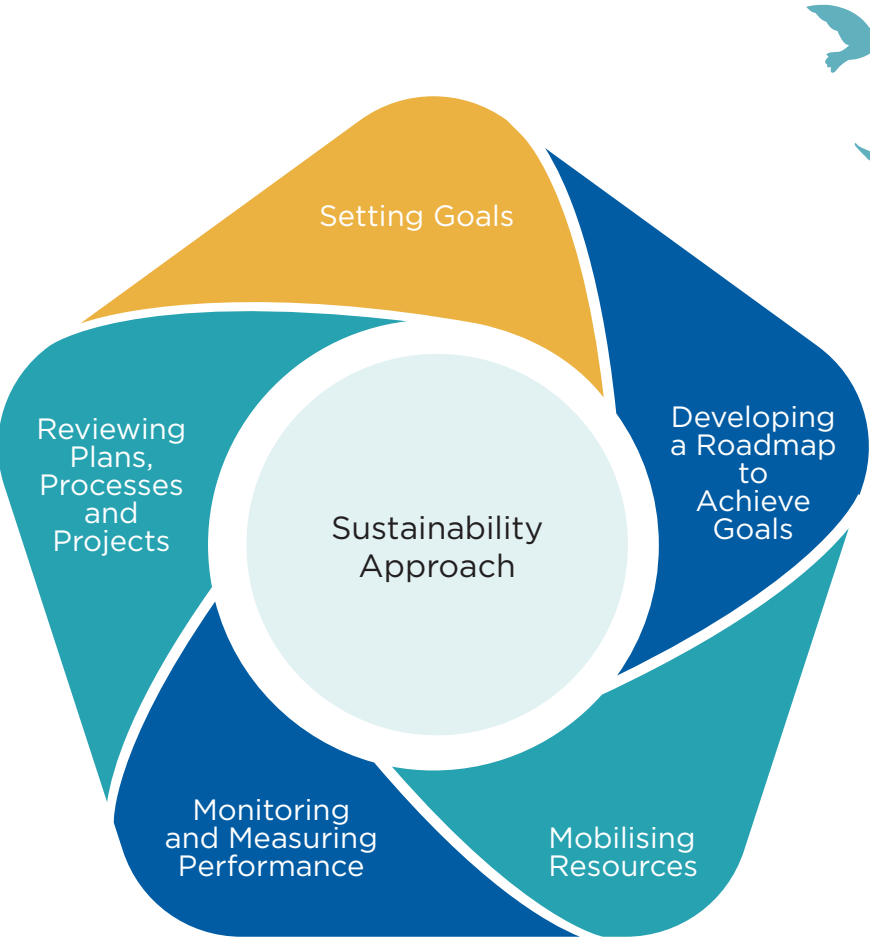 Setting Goals
Developing
a Roadmap
to
Achieve
Goals
Mobilising
Resources
Monitoring
and Measuring
Performance
Reviewing
Plans,
Processes
and
Projects
Sustainability
Approach